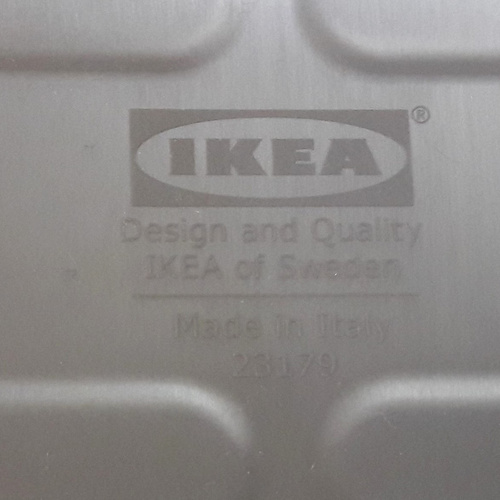 IKEA®
Design and Quality
IKEA of Sweden
Made in Italy
23179